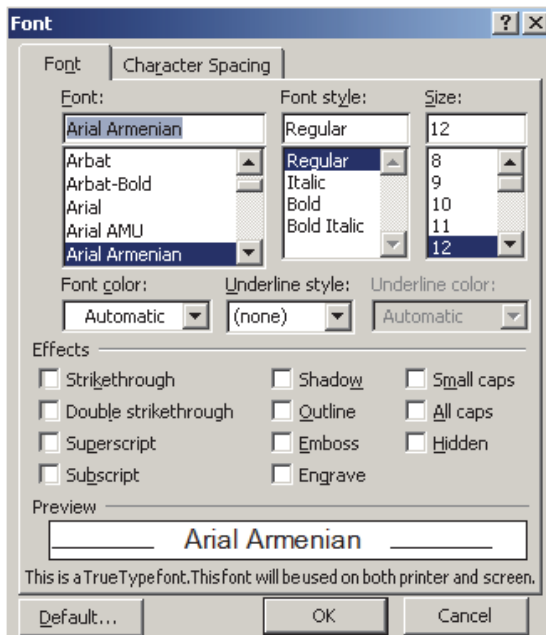 Font
Font Character Spacing
Font: Font style: Size:
Arial Armenian Regular 12
Arbat Regular 8
Arbat-Bold Italic 9
Arial Bold 10
Arial AMU Bold Italic 11
Arial Armenian 12
Font color: Underline style: Underline color:
Automatic (none) Automatic
Effects
Strikethrough Shadow Small caps
Double strikethrough Outline All caps
Superscript Emboss Hidden
Subscript Engrave
Preview
Arial Armenian
This is a TrueType font.This font will be used on both printer and screen.
Default... OK Cancel